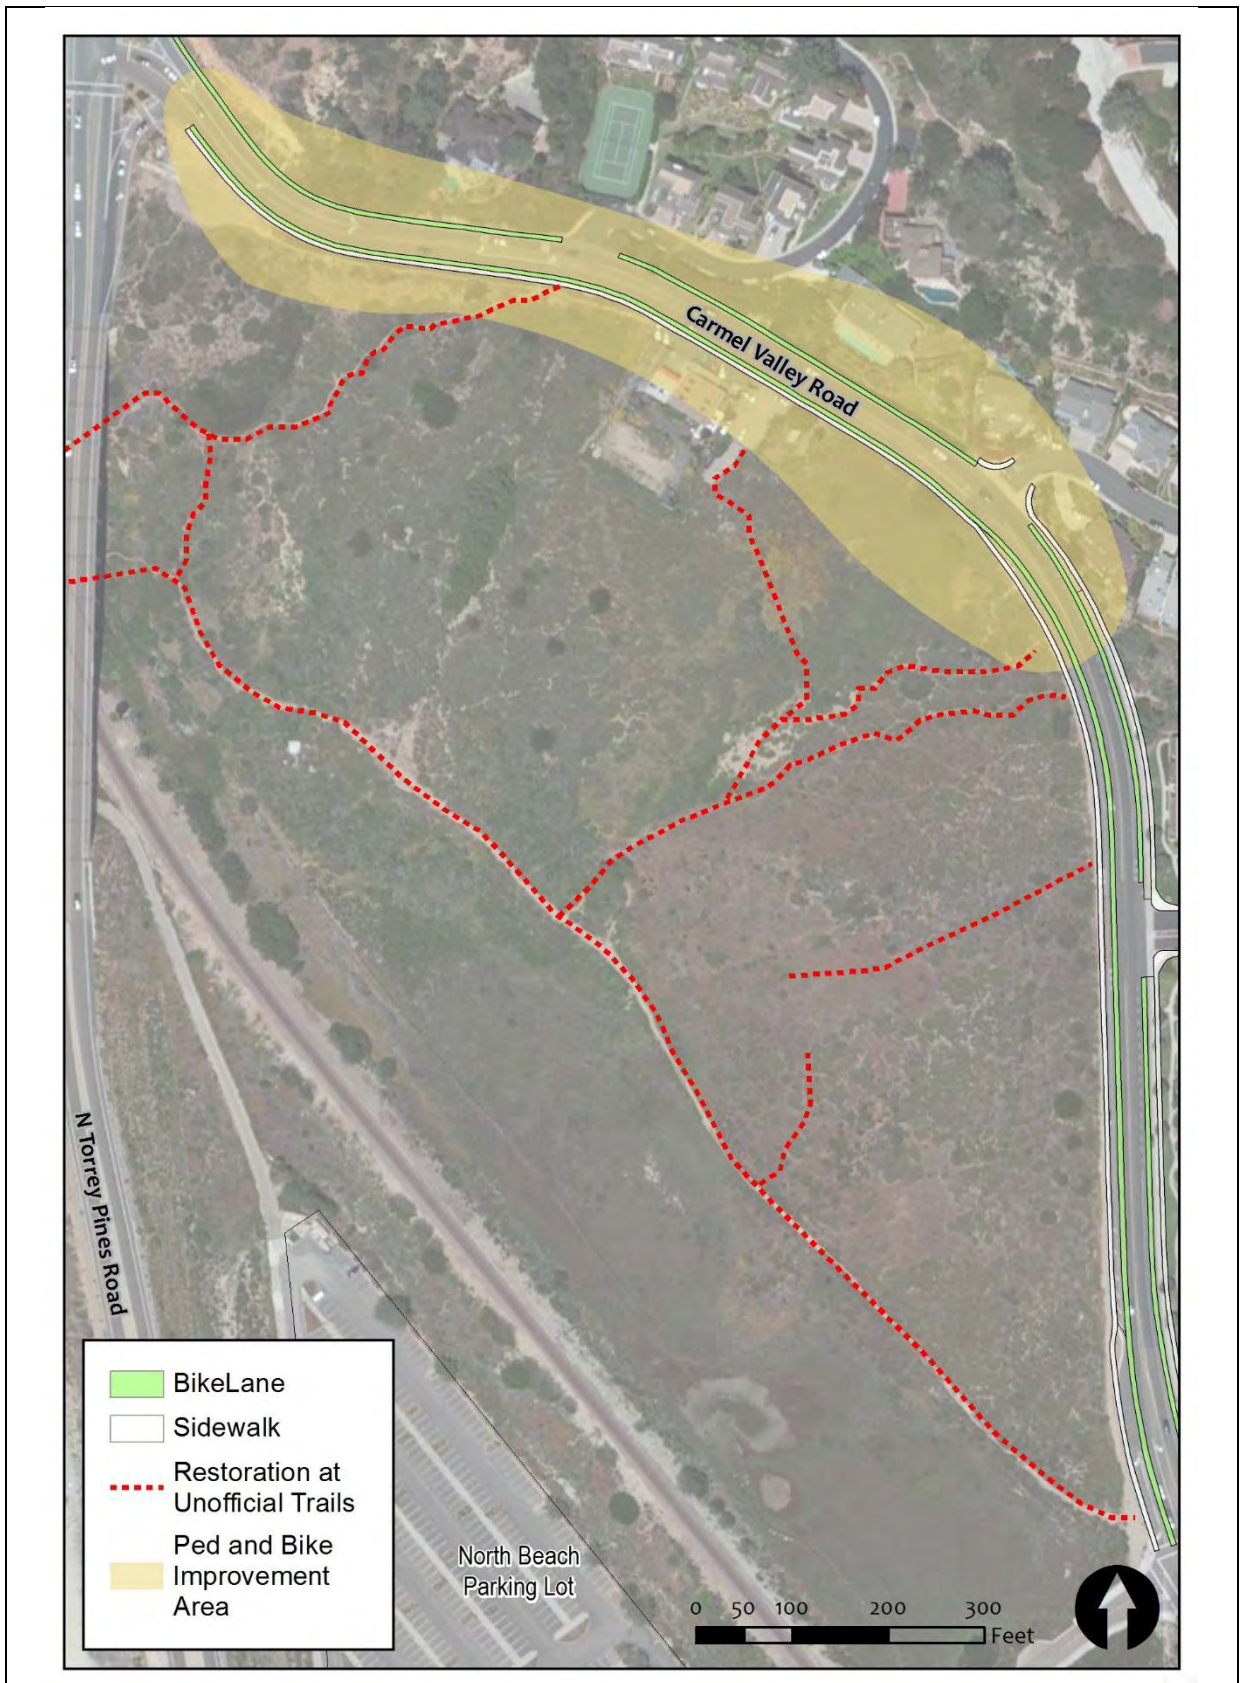 Carmel Valley Road
N Torrey Pines Road
BikeLane
Sidewalk
Restoration at
Unofficial Trails
Ped and Bike
Improvement
Area
North Beach
Parking Lot
0 50 100 200 300
Feet